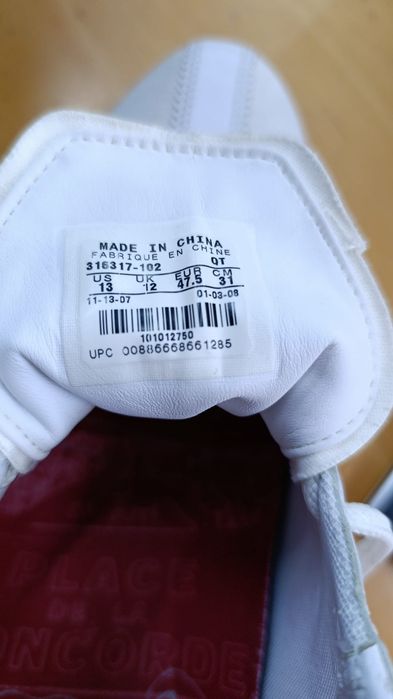 MADE IN CHINA
FABRIQUE EN CHINE
316317-102 QT
US UK EUR CM
13 12 47.5 31
11-13-07 01-03-08
101012750
UPC 00886668661285
PLACE
DE LA
CONCORDE